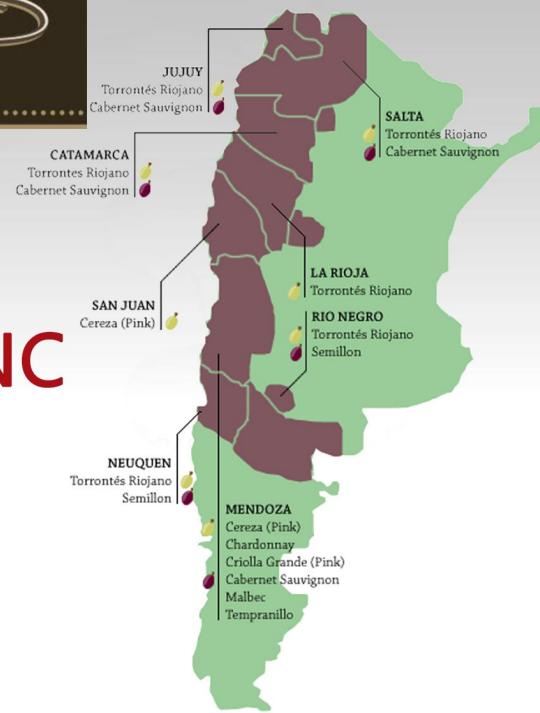 JUJUY
Torrontés Riojano
Cabernet Sauvignon
SALTA
Torrontés Riojano
Cabernet Sauvignon
CATAMARCA
Torrontes Riojano
Cabernet Sauvignon
LA RIOJA
Torrontés Riojano
SAN JUAN
Cereza (Pink)
RIO NEGRO
Torrontés Riojano
Semillon
NC
NEUQUEN
Torrontés Riojano
Semillon
MENDOZA
Cereza (Pink)
Chardonnay
Criolla Grande (Pink)
Cabernet Sauvignon
Malbec
Tempranillo